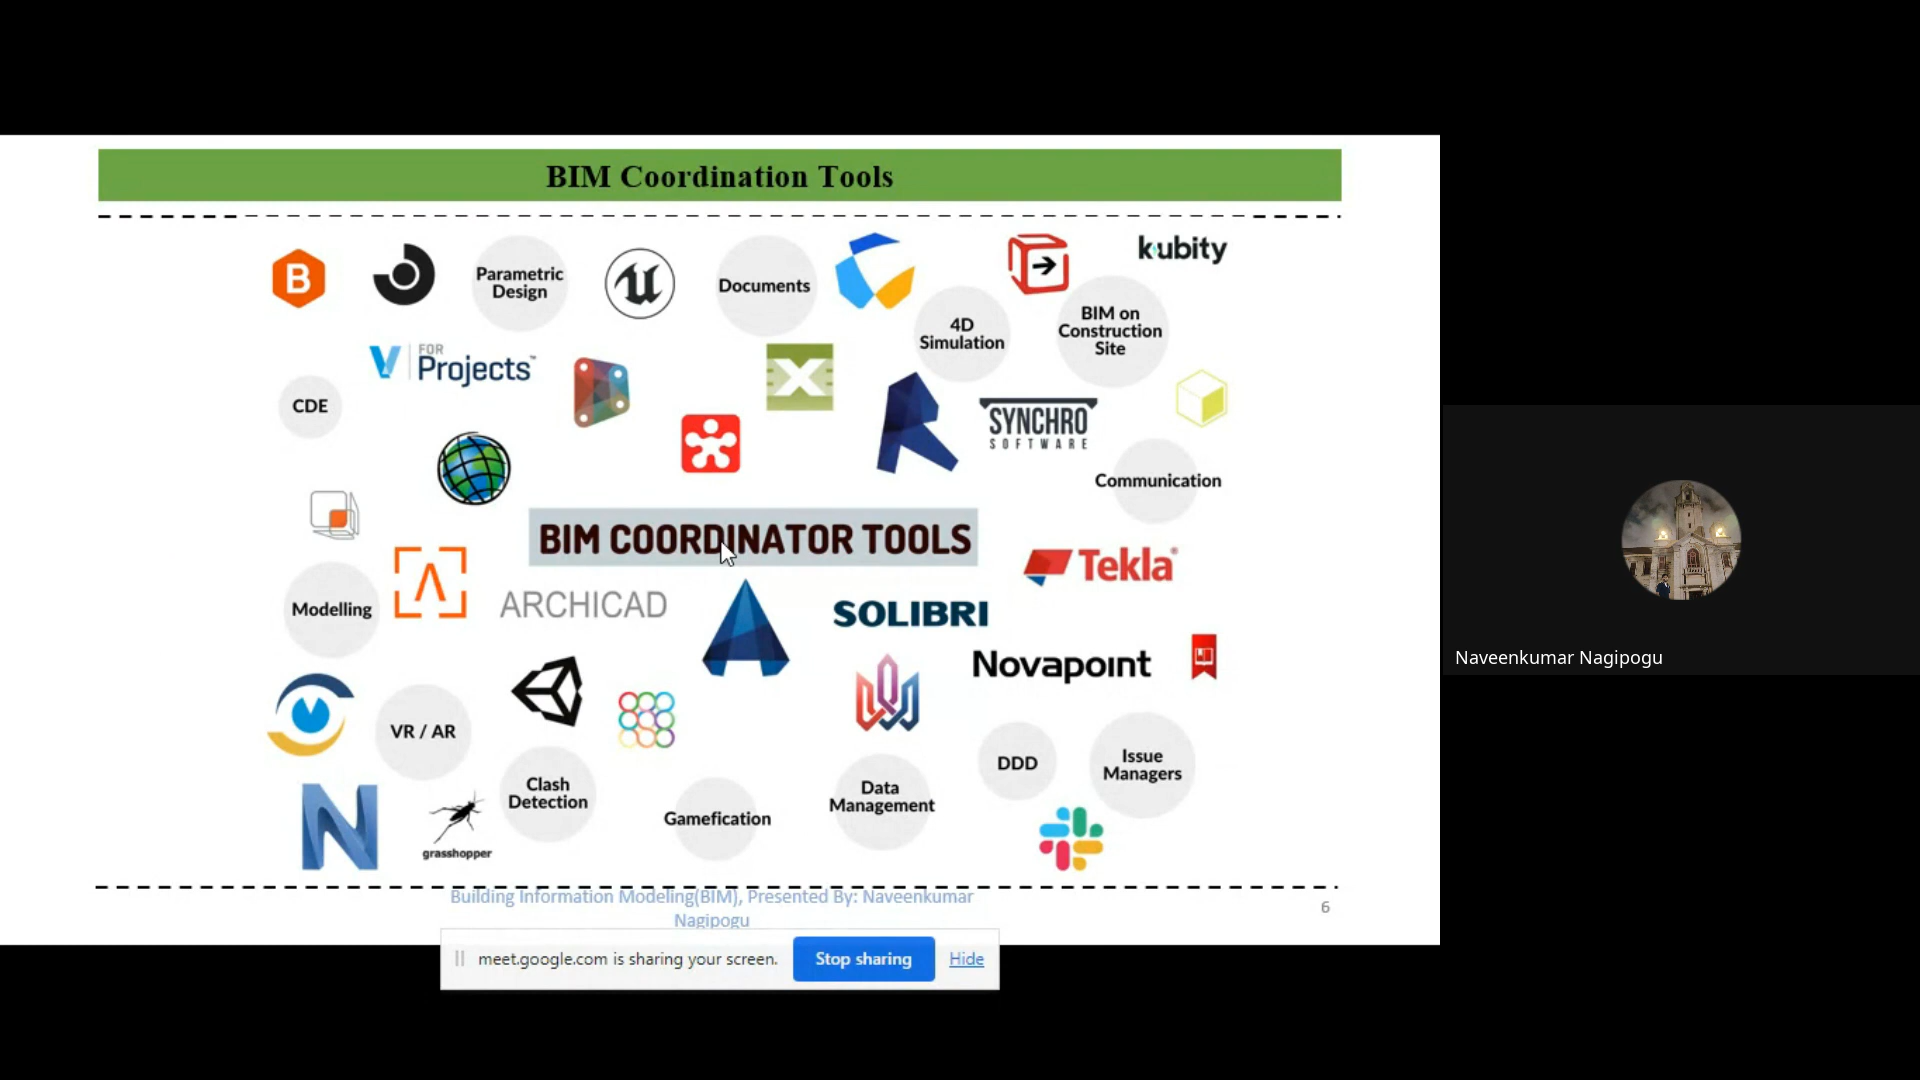 BIM Coordination Tools
B
kubity
Parametric
Design
Documents
4D
Simulation
BIM on
Construction
Site
V FOR
Projects™
CDE
SYNCHRO
SOFTWARE
Communication
BIM COORDINATOR TOOLS
Tekla®
Modelling
ARCHICAD
SOLIBRI
Novapoint
VR / AR
Clash
Detection
Gamefication
Data
Management
DDD
Issue
Managers
N
grasshopper
Building Information Modeling(BIM), Presented By: Naveenkumar
Nagipogu
6
meet.google.com is sharing your screen.
Stop sharing
Hide
Naveenkumar Nagipogu